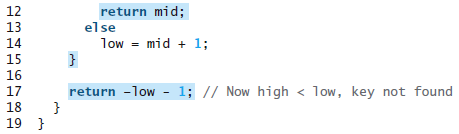 12 return mid;
13 else
14 low = mid + 1;
15 }
16
17 return –low - 1; // Now high < low, key not found
18 }
19 }